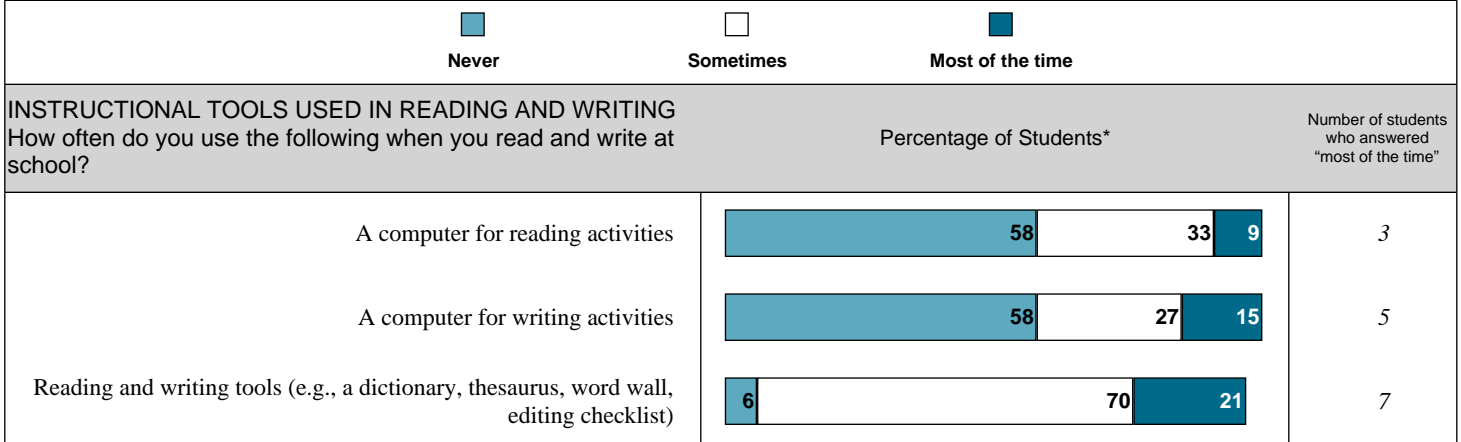 Never Sometimes Most of the time
INSTRUCTIONAL TOOLS USED IN READING AND WRITING
How often do you use the following when you read and write at
school?
Percentage of Students*
Number of students
who answered
“most of the time”
A computer for reading activities 58 33 9 3
A computer for writing activities 58 27 15 5
Reading and writing tools (e.g., a dictionary, thesaurus, word wall,
editing checklist) 6 70 21 7